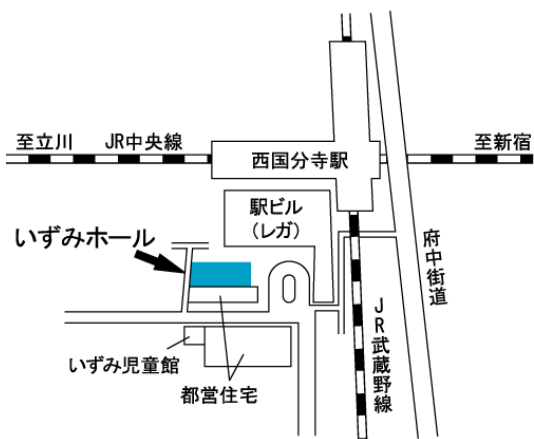 至立川
JR中央線
西国分寺駅
至新宿
駅ビル
(レガ)
いずみホール
府中街道
JR武蔵野線
いずみ児童館
都営住宅